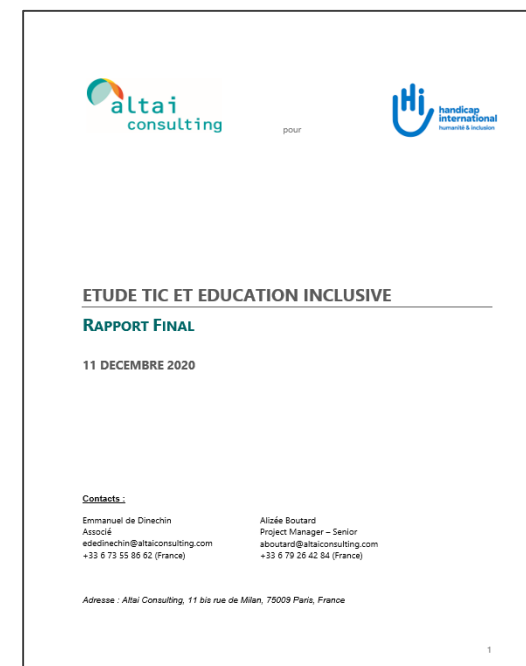 altai
consulting
pour
Hi
handicap
international
humanité & inclusion
ETUDE TIC ET EDUCATION INCLUSIVE
RAPPORT FINAL
11 DECEMBRE 2020
Contacts :
Emmanuel de Dinechin
Associé
ededinechin@altaiconsulting.com
+33 6 73 55 86 62 (France)
Alizée Boutard
Project Manager – Senior
aboutard@altaiconsulting.com
+33 6 79 26 42 84 (France)
Adresse : Altai Consulting, 11 bis rue de Milan, 75009 Paris, France
1